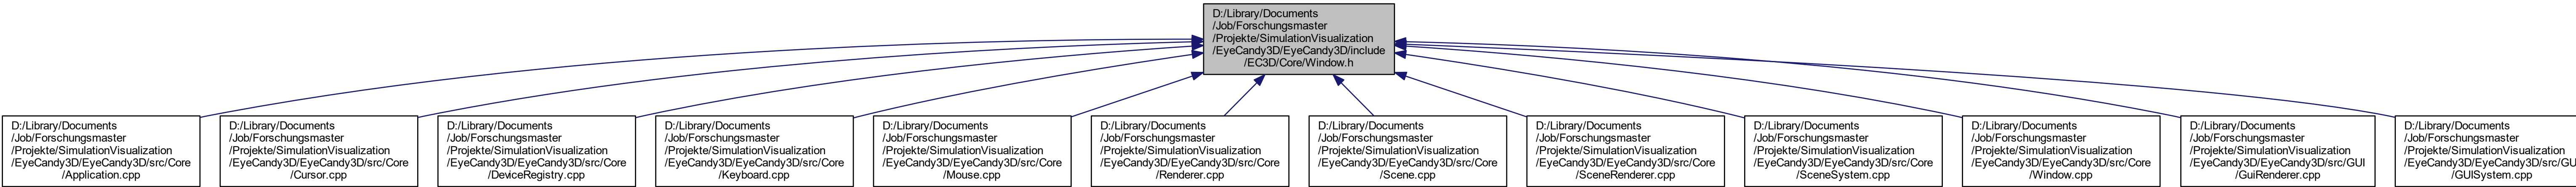 D:/Library/Documents
/Job/Forschungsmaster
/Projekte/SimulationVisualization
/EyeCandy3D/EyeCandy3D/include
/EC3D/Core/Window.h
D:/Library/Documents
/Job/Forschungsmaster
/Projekte/SimulationVisualization
/EyeCandy3D/EyeCandy3D/src/Core
/Application.cpp
D:/Library/Documents
/Job/Forschungsmaster
/Projekte/SimulationVisualization
/EyeCandy3D/EyeCandy3D/src/Core
/Cursor.cpp
D:/Library/Documents
/Job/Forschungsmaster
/Projekte/SimulationVisualization
/EyeCandy3D/EyeCandy3D/src/Core
/DeviceRegistry.cpp
D:/Library/Documents
/Job/Forschungsmaster
/Projekte/SimulationVisualization
/EyeCandy3D/EyeCandy3D/src/Core
/Keyboard.cpp
D:/Library/Documents
/Job/Forschungsmaster
/Projekte/SimulationVisualization
/EyeCandy3D/EyeCandy3D/src/Core
/Mouse.cpp
D:/Library/Documents
/Job/Forschungsmaster
/Projekte/SimulationVisualization
/EyeCandy3D/EyeCandy3D/src/Core
/Renderer.cpp
D:/Library/Documents
/Job/Forschungsmaster
/Projekte/SimulationVisualization
/EyeCandy3D/EyeCandy3D/src/Core
/Scene.cpp
D:/Library/Documents
/Job/Forschungsmaster
/Projekte/SimulationVisualization
/EyeCandy3D/EyeCandy3D/src/Core
/SceneRenderer.cpp
D:/Library/Documents
/Job/Forschungsmaster
/Projekte/SimulationVisualization
/EyeCandy3D/EyeCandy3D/src/Core
/SceneSystem.cpp
D:/Library/Documents
/Job/Forschungsmaster
/Projekte/SimulationVisualization
/EyeCandy3D/EyeCandy3D/src/Core
/Window.cpp
D:/Library/Documents
/Job/Forschungsmaster
/Projekte/SimulationVisualization
/EyeCandy3D/EyeCandy3D/src/GUI
/GuiRenderer.cpp
D:/Library/Documents
/Job/Forschungsmaster
/Projekte/SimulationVisualization
/EyeCandy3D/EyeCandy3D/src/GU
/GUISystem.cpp